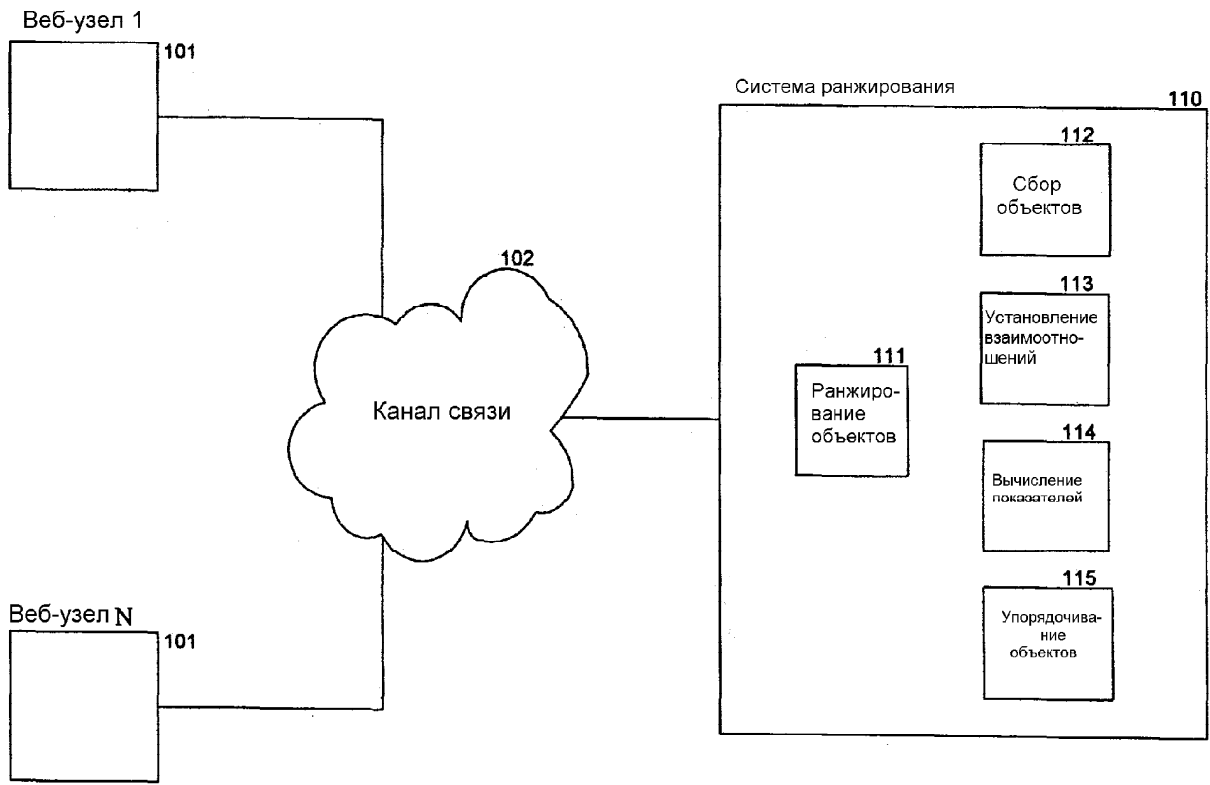 Веб-узел 1
101
Система ранжирования
110
112
Сбор
объектов
102
113
Установление
взаимоотно-
шений
111
Ранжиро-
вание
объектов
Канал связи
114
Вычисление
показателей
115
Упорядочива-
ние
объектов
Веб-узел N
101